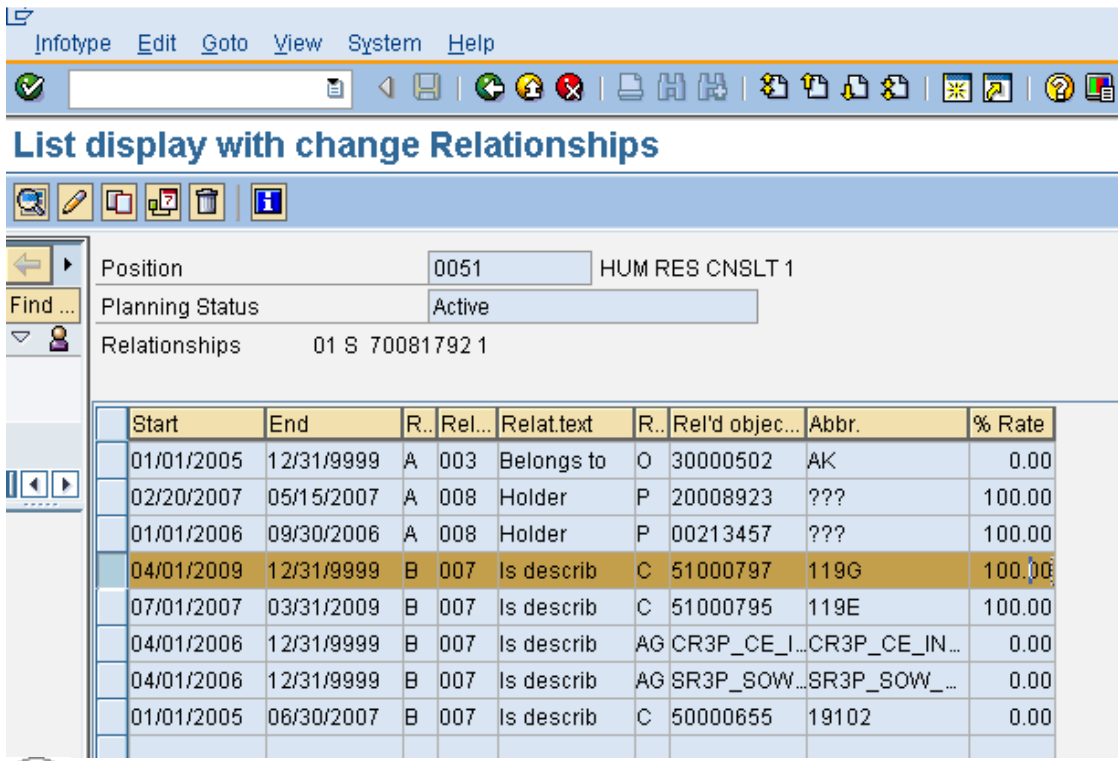 Infotype Edit Goto View System Help
List display with change Relationships
Position 0051 HUM RES CNSLT 1
Find ...
Planning Status Active
Relationships 01 S 70081792 1
Start End R.. Rel... Relat.text R.. Rel'd objec... Abbr. % Rate
01/01/2005 12/31/9999 A 003 Belongs to O 30000502 AK 0.00
02/20/2007 05/15/2007 A 008 Holder P 20008923 ??? 100.00
01/01/2006 09/30/2006 A 008 Holder P 00213457 ??? 100.00
04/01/2009 12/31/9999 B 007 Is describ C 51000797 119G 100.00
07/01/2007 03/31/2009 B 007 Is describ C 51000795 119E 100.00
04/01/2006 12/31/9999 B 007 Is describ AG CR3P_CE_I... CR3P_CE_IN... 0.00
04/01/2006 12/31/9999 B 007 Is describ AG SR3P_SOW... SR3P_SOW_... 0.00
01/01/2005 06/30/2007 B 007 Is describ C 50000655 19102 0.00